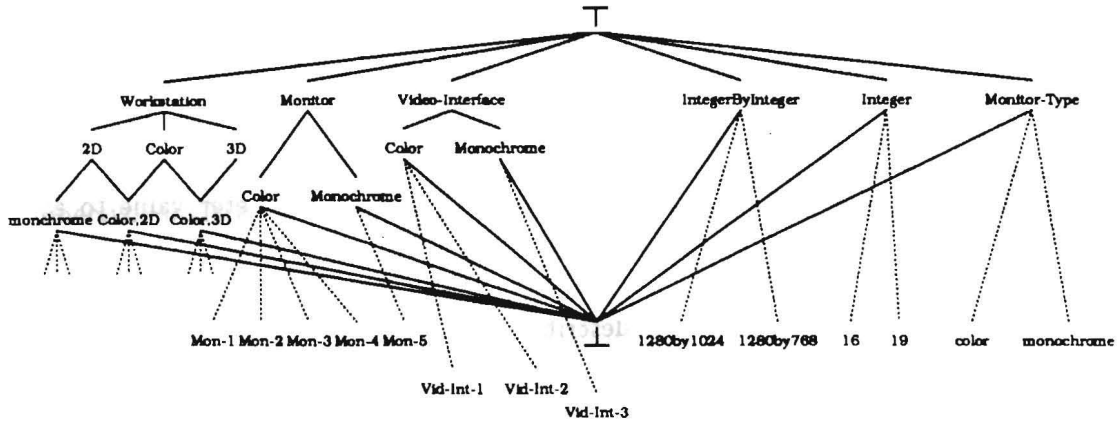 ⊤
Workstation Monitor Video-Interface IntegerByInteger Integer Monitor-Type
2D Color 3D Color Monochrome
Color Monochrome
monchrome Color,2D Color,3D
Mon-1 Mon-2 Mon-3 Mon-4 Mon-5 ⊥ 1280by1024 1280by768 16 19 color monochrome
Vid-Int-1 Vid-Int-2
Vid-Int-3